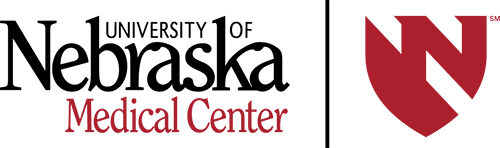 UNIVERSITY OF
Nebraska
Medical Center
N
SM